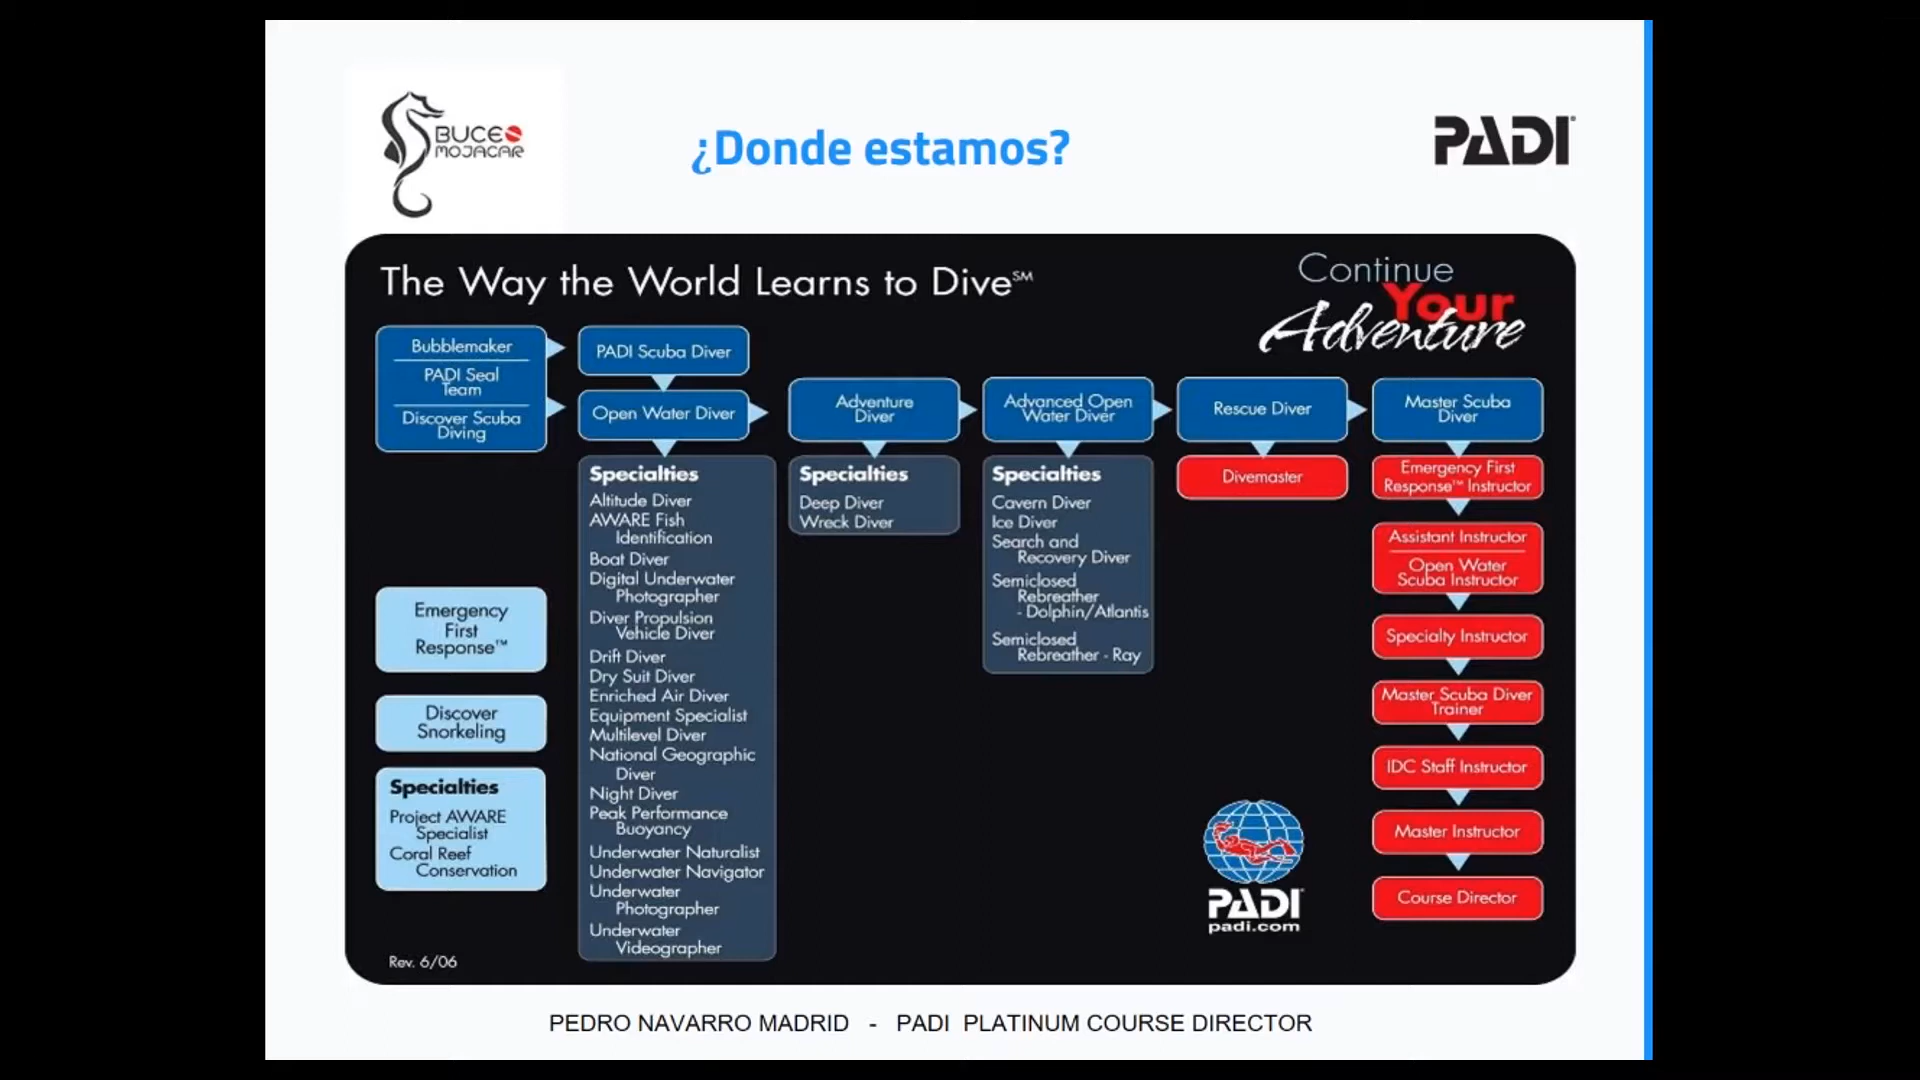 BUCEO
MOJACAR
¿Donde estamos?
PADI®
The Way the World Learns to Dive℠
Continue
Your
Adventure
Bubblemaker
PADI Seal
Team
Discover Scuba
Diving
PADI Scuba Diver
Open Water Diver
Adventure
Diver
Advanced Open
Water Diver
Rescue Diver
Master Scuba
Diver
Specialties
Altitude Diver
AWARE Fish
Identification
Boat Diver
Digital Underwater
Photographer
Diver Propulsion
Vehicle Diver
Drift Diver
Dry Suit Diver
Enriched Air Diver
Equipment Specialist
Multilevel Diver
National Geographic
Diver
Night Diver
Peak Performance
Buoyancy
Underwater Naturalist
Underwater Navigator
Underwater
Photographer
Underwater
Videographer
Specialties
Deep Diver
Wreck Diver
Specialties
Cavern Diver
Ice Diver
Search and
Recovery Diver
Semiclosed
Rebreather
- Dolphin/Atlantis
Semiclosed
Rebreather - Ray
Divemaster
Emergency First
Response™ Instructor
Assistant Instructor
Open Water
Scuba Instructor
Specialty Instructor
Master Scuba Diver
Trainer
IDC Staff Instructor
Master Instructor
Course Director
Emergency
First
Response™
Discover
Snorkeling
Specialties
Project AWARE
Specialist
Coral Reef
Conservation
PADI
padi.com
Rev. 6/06
PEDRO NAVARRO MADRID - PADI PLATINUM COURSE DIRECTOR